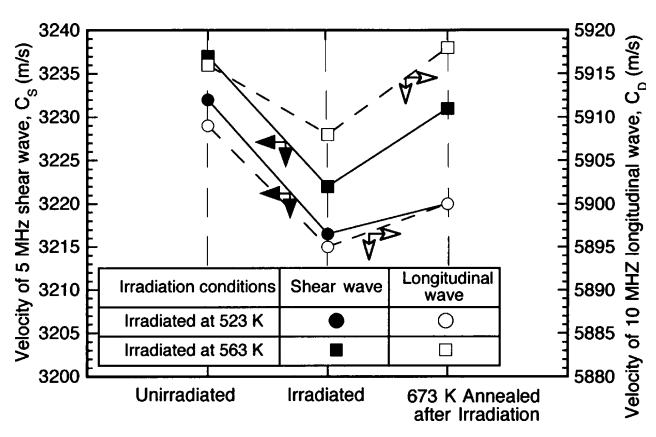 3240
3235
3230
3225
3220
3215
3210
3205
3200
Velocity of 5 MHz shear wave, C_S (m/s)
5920
5915
5910
5905
5900
5895
5890
5885
5880
Velocity of 10 MHZ longitudinal wave, C_D (m/s)
Irradiation conditions Shear wave Longitudinal
wave
Irradiated at 523 K
Irradiated at 563 K
Unirradiated Irradiated 673 K Annealed
after Irradiation